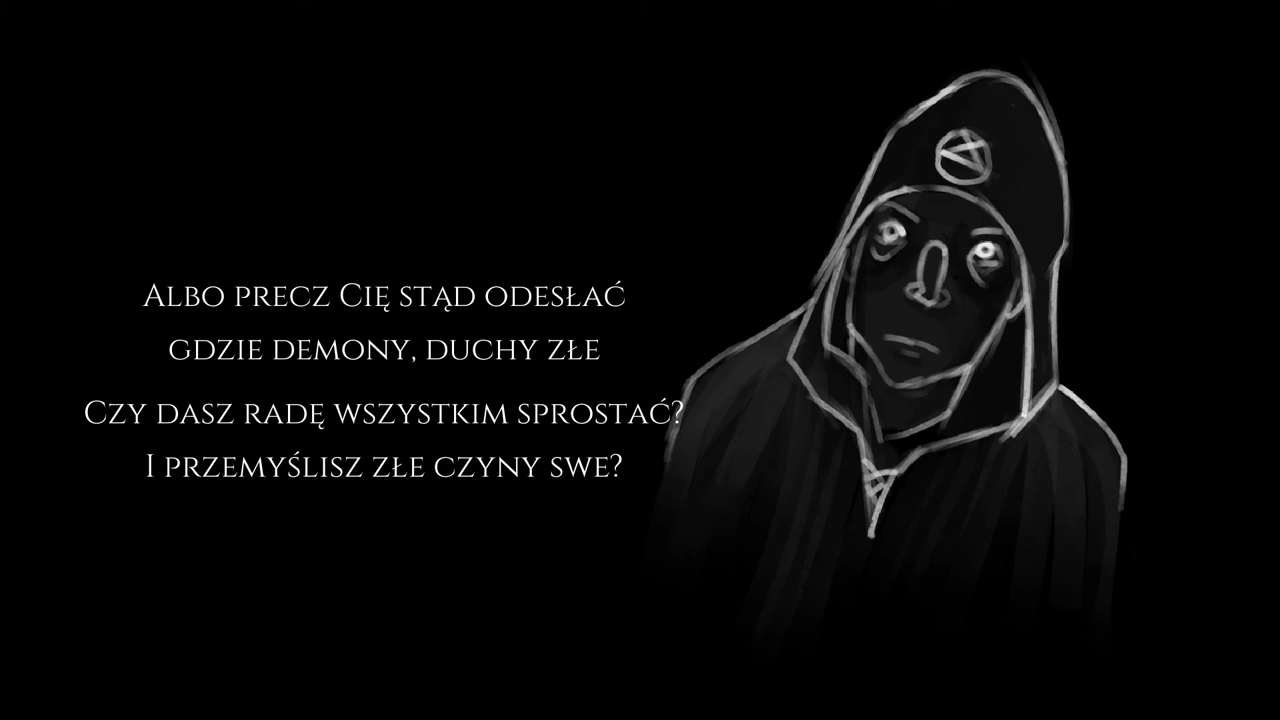 Albo precz Cię stąd odesłać
gdzie demony, duchy złe
Czy dasz radę wszystkim sprostać?
I przemyślisz złe czyny swe?